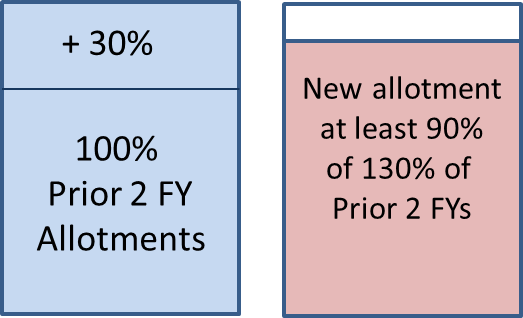 + 30%
100%
Prior 2 FY
Allotments
New allotment
at least 90%
of 130% of
Prior 2 FYs